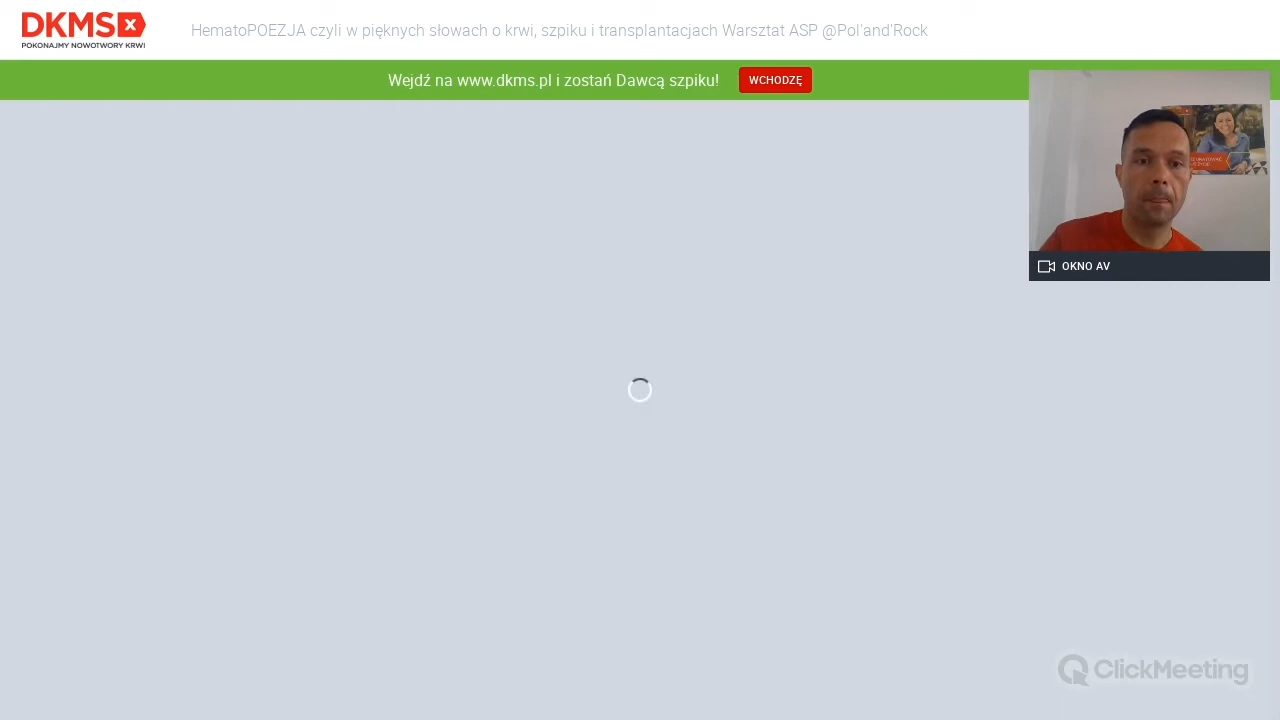 DKMS x
POKONAJMY NOWOTWORY KRWI
HematoPOEZJA czyli w pięknych słowach o krwi, szpiku i transplantacjach Warsztat ASP @Pol'and'Rock
Wejdź na www.dkms.pl i zostań Dawcą szpiku!
WCHODZĘ
OKNO AV
ClickMeeting